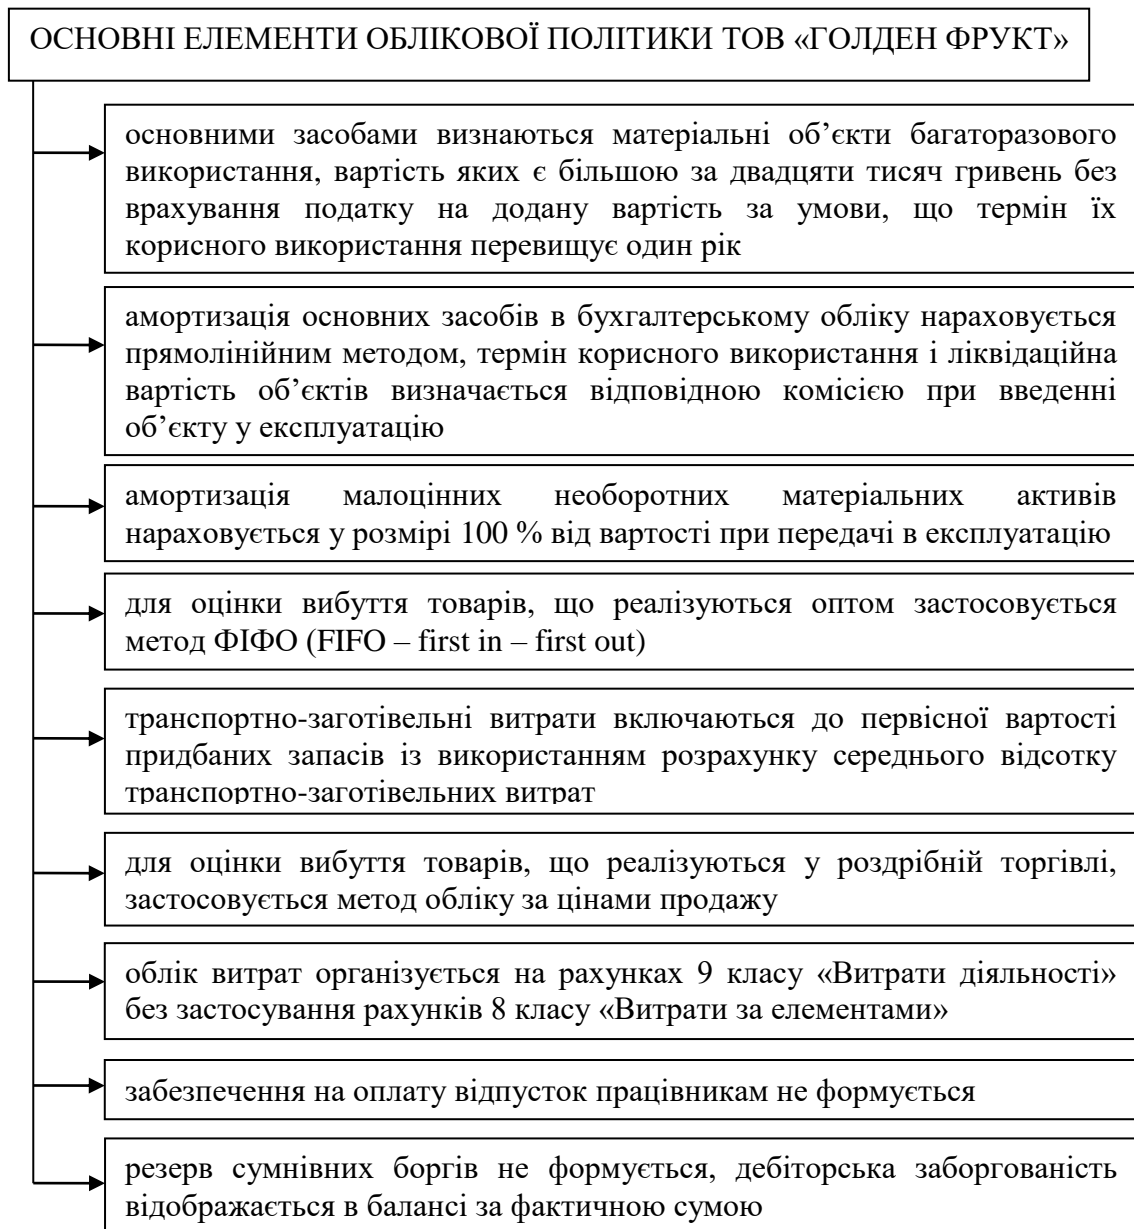 ОСНОВНІ ЕЛЕМЕНТИ ОБЛІКОВОЇ ПОЛІТИКИ ТОВ «ГОЛДЕН ФРУКТ»
основними засобами визнаються матеріальні об’єкти багаторазового
використання, вартість яких є більшою за двадцяти тисяч гривень без
врахування податку на додану вартість за умови, що термін їх
корисного використання перевищує один рік
амортизація основних засобів в бухгалтерському обліку нараховується
прямолінійним методом, термін корисного використання і ліквідаційна
вартість об’єктів визначається відповідною комісією при введенні
об’єкту у експлуатацію
амортизація малоцінних необоротних матеріальних активів
нараховується у розмірі 100 % від вартості при передачі в експлуатацію
для оцінки вибуття товарів, що реалізуються оптом застосовується
метод ФІФО (FIFO – first in – first out)
транспортно-заготівельні витрати включаються до первісної вартості
придбаних запасів із використанням розрахунку середнього відсотку
транспортно-заготівельних витрат
для оцінки вибуття товарів, що реалізуються у роздрібній торгівлі,
застосовується метод обліку за цінами продажу
облік витрат організується на рахунках 9 класу «Витрати діяльності»
без застосування рахунків 8 класу «Витрати за елементами»
забезпечення на оплату відпусток працівникам не формується
резерв сумнівних боргів не формується, дебіторська заборгованість
відображається в балансі за фактичною сумою